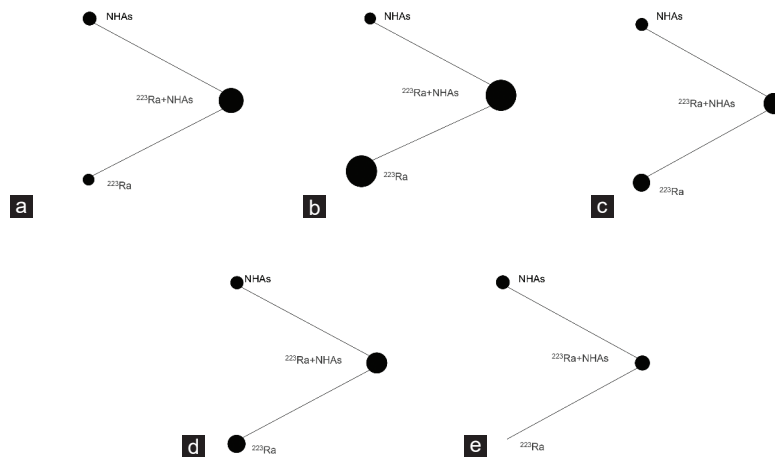 NHAs
²²³Ra+NHAs
²²³Ra
a
NHAs
²²³Ra+NHAs
²²³Ra
b
NHAs
²²³Ra+NHAs
²²³Ra
c
NHAs
²²³Ra+NHAs
²²³Ra
d
NHAs
²²³Ra+NHAs
²²³Ra
e